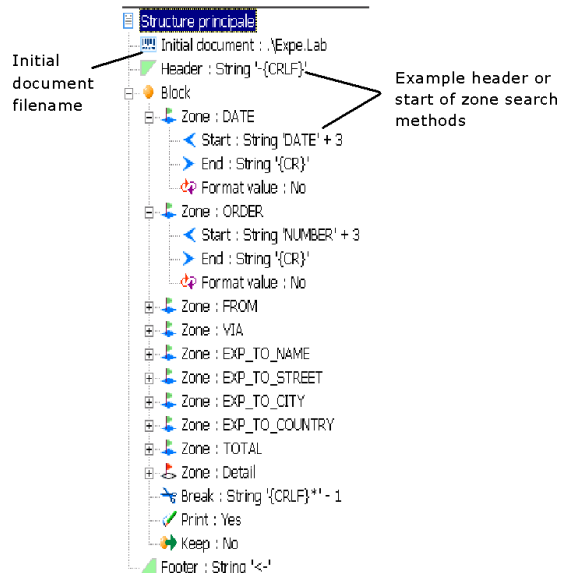 Structure principale
Initial document : .\Expe.Lab
Header : String '-{CRLF}'
Block
Zone : DATE
Start : String 'DATE' + 3
End : String '{CR}'
Format value : No
Zone : ORDER
Start : String 'NUMBER' + 3
End : String '{CR}'
Format value : No
Zone : FROM
Zone : VIA
Zone : EXP_TO_NAME
Zone : EXP_TO_STREET
Zone : EXP_TO_CITY
Zone : EXP_TO_COUNTRY
Zone : TOTAL
Zone : Detail
Break : String '{CRLF}*' - 1
Print : Yes
Keep : No
Footer : String '<-'
Initial
document
filename
Example header or
start of zone search
methods